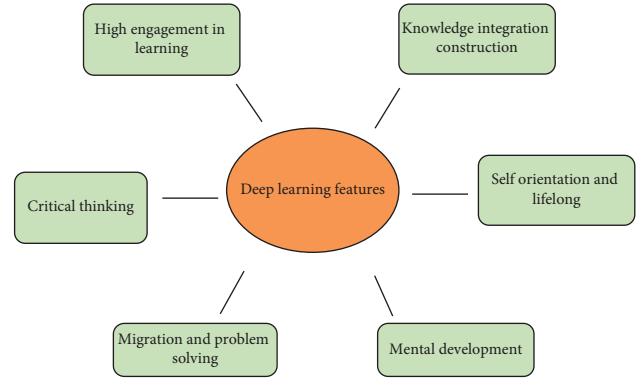 High engagement in
learning
Knowledge integration
construction
Deep learning features
Critical thinking
Self orientation and
lifelong
Migration and problem
solving
Mental development